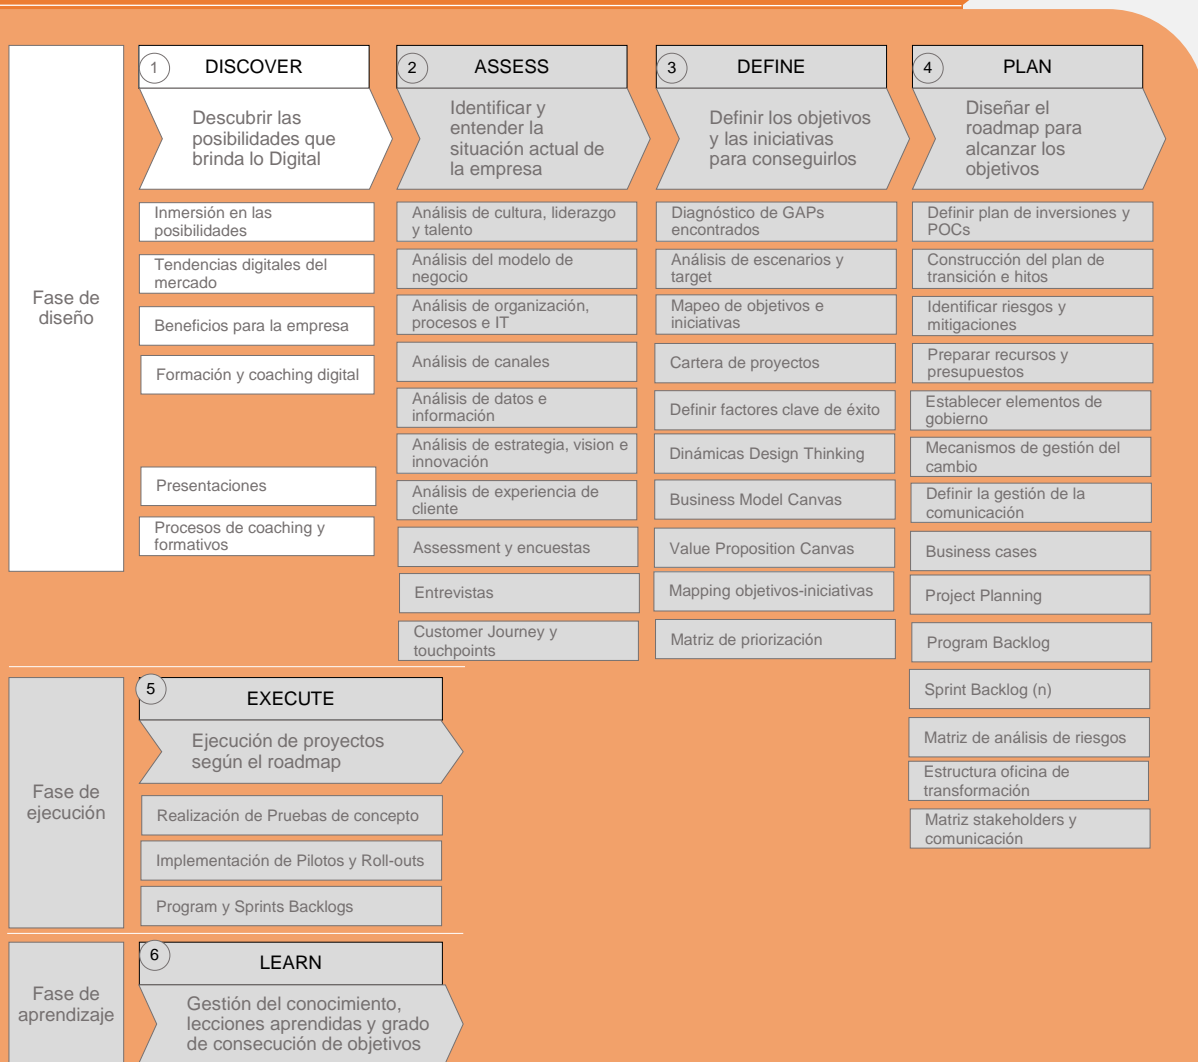 Fase de
diseño
1
DISCOVER
Descubrir las
posibilidades que
brinda lo Digital
Inmersión en las
posibilidades
Tendencias digitales del
mercado
Beneficios para la empresa
Formación y coaching digital
Presentaciones
Procesos de coaching y
formativos
2
ASSESS
Identificar y
entender la
situación actual de
la empresa
Análisis de cultura, liderazgo
y talento
Análisis del modelo de
negocio
Análisis de organización,
procesos e IT
Análisis de canales
Análisis de datos e
información
Análisis de estrategia, vision e
innovación
Análisis de experiencia de
cliente
Assessment y encuestas
Entrevistas
Customer Journey y
touchpoints
3
DEFINE
Definir los objetivos
y las iniciativas
para conseguirlos
Diagnóstico de GAPs
encontrados
Análisis de escenarios y
target
Mapeo de objetivos e
iniciativas
Cartera de proyectos
Definir factores clave de éxito
Dinámicas Design Thinking
Business Model Canvas
Value Proposition Canvas
Mapping objetivos-iniciativas
Matriz de priorización
4
PLAN
Diseñar el
roadmap para
alcanzar los
objetivos
Definir plan de inversiones y
POCs
Construcción del plan de
transición e hitos
Identificar riesgos y
mitigaciones
Preparar recursos y
presupuestos
Establecer elementos de
gobierno
Mecanismos de gestión del
cambio
Definir la gestión de la
comunicación
Business cases
Project Planning
Program Backlog
Sprint Backlog (n)
Matriz de análisis de riesgos
Estructura oficina de
transformación
Matriz stakeholders y
comunicación
Fase de
ejecución
5
EXECUTE
Ejecución de proyectos
según el roadmap
Realización de Pruebas de concepto
Implementación de Pilotos y Roll-outs
Program y Sprints Backlogs
Fase de
aprendizaje
6
LEARN
Gestión del conocimiento,
lecciones aprendidas y grado
de consecución de objetivos